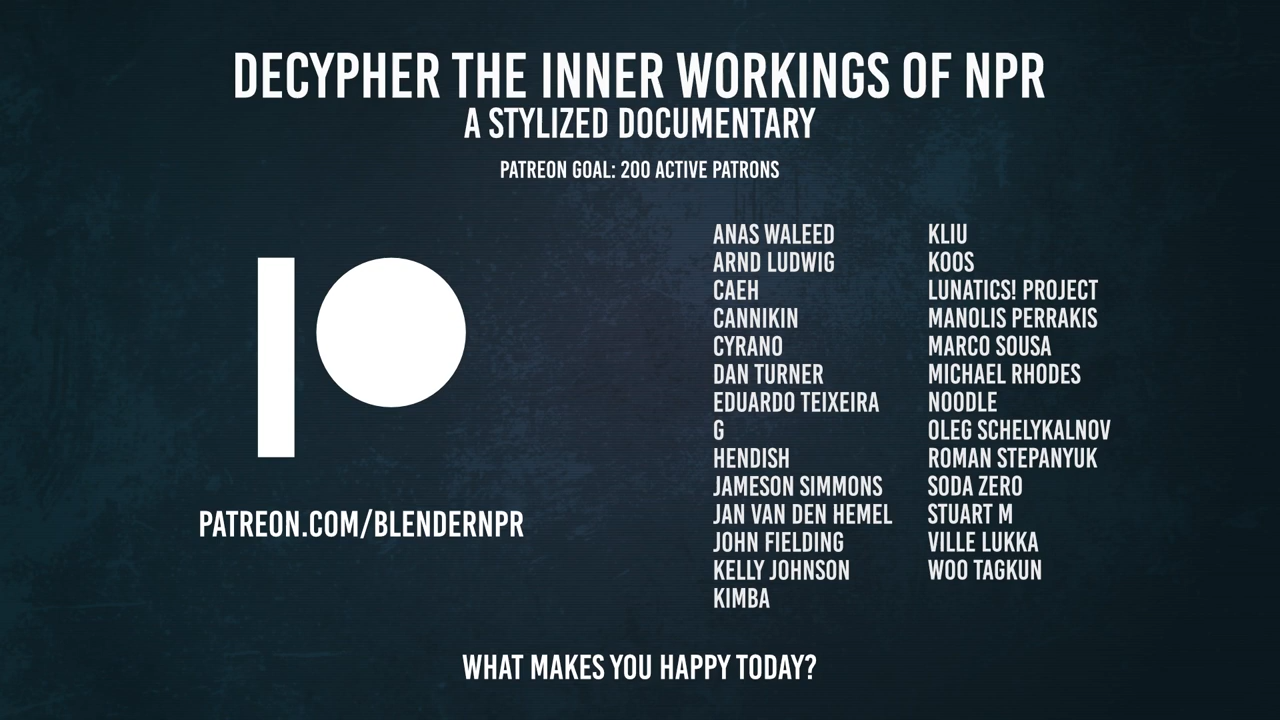 DECYPHER THE INNER WORKINGS OF NPR
A STYLIZED DOCUMENTARY
PATREON GOAL: 200 ACTIVE PATRONS
PATREON.COM/BLENDERNPR
ANAS WALEED
ARND LUDWIG
CAEH
CANNIKIN
CYRANO
DAN TURNER
EDUARDO TEIXEIRA
G
HENDISH
JAMESON SIMMONS
JAN VAN DEN HEMEL
JOHN FIELDING
KELLY JOHNSON
KIMBA
KLIU
KOOS
LUNATICS! PROJECT
MANOLIS PERRAKIS
MARCO SOUSA
MICHAEL RHODES
NOODLE
OLEG SCHELYKALNOV
ROMAN STEPANYUK
SODA ZERO
STUART M
VILLE LUKKA
WOO TAGKUN
WHAT MAKES YOU HAPPY TODAY?